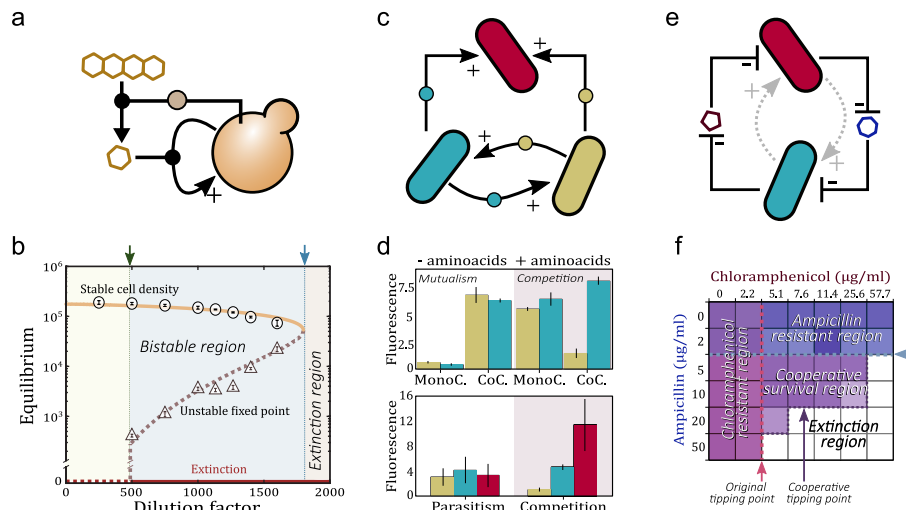 a
c
e
+
+
+
+
+
-
-
+
+
-
-
b
Equilibrium
10⁶
10⁵
10⁴
10³
0
Stable cell density
Bistable region
Unstable fixed point
Extinction region
Extinction
0
500
1000
1500
2000
Dilution factor
d
- aminoacids
+ aminoacids
Mutualism
Competition
Fluorescence
12.5
7.5
2.5
0
MonoC.
CoC.
MonoC.
CoC.
Fluorescence
16
12
8
4
0
Parasitism
Competition
f
Chloramphenicol (μg/ml)
0
2.2
5.1
7.6
11.4
25.6
57.7
Ampicillin (μg/ml)
0
2
5
10
20
50
Chloramphenicol
resistant region
Ampicillin
resistant region
Cooperative
survival region
Extinction
region
Original
tipping point
Cooperative
tipping point